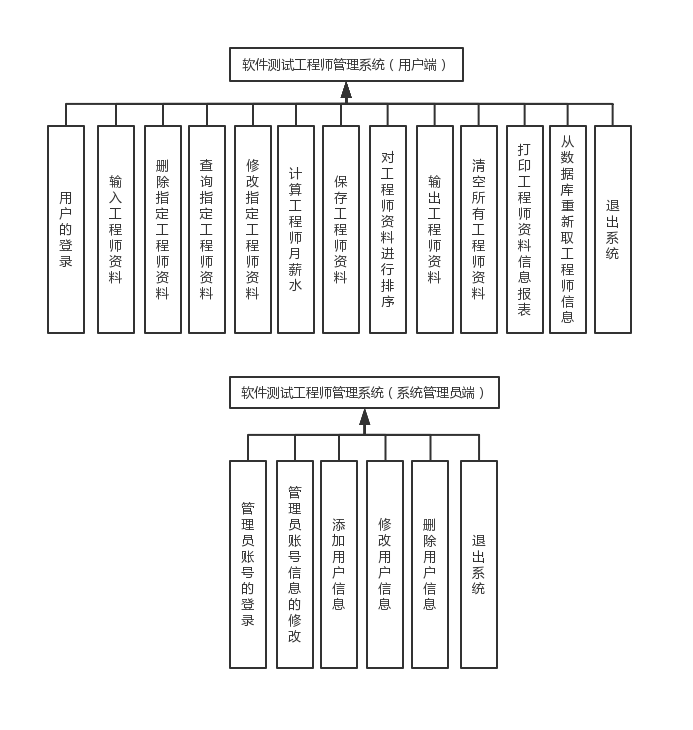 软件测试工程师管理系统（用户端）
用户的登录
输入工程师资料
删除指定工程师资料
查询指定工程师资料
修改指定工程师资料
计算工程师月薪水
保存工程师资料
对工程师资料进行排序
输出工程师资料
清空所有工程师资料
打印工程师资料信息报表
从数据库重新取工程师信息
退出系统
软件测试工程师管理系统（系统管理员端）
管理员账号的登录
管理员账号信息的修改
添加用户信息
修改用户信息
删除用户信息
退出系统